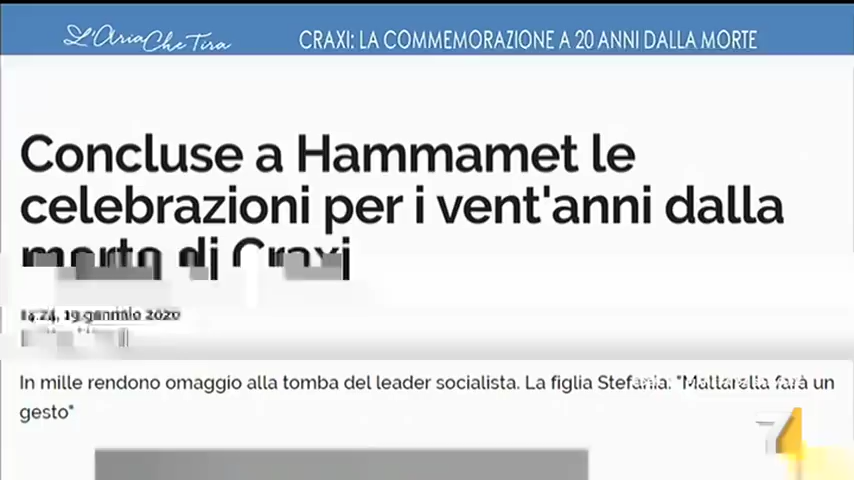 L'Aria Che Tira
CRAXI: LA COMMEMORAZIONE A 20 ANNI DALLA MORTE
Concluse a Hammamet le
celebrazioni per i vent'anni dalla
morte di Craxi
14:24, 19 gennaio 2020
In mille rendono omaggio alla tomba del leader socialista. La figlia Stefania: "Mattarella farà un
gesto"
7